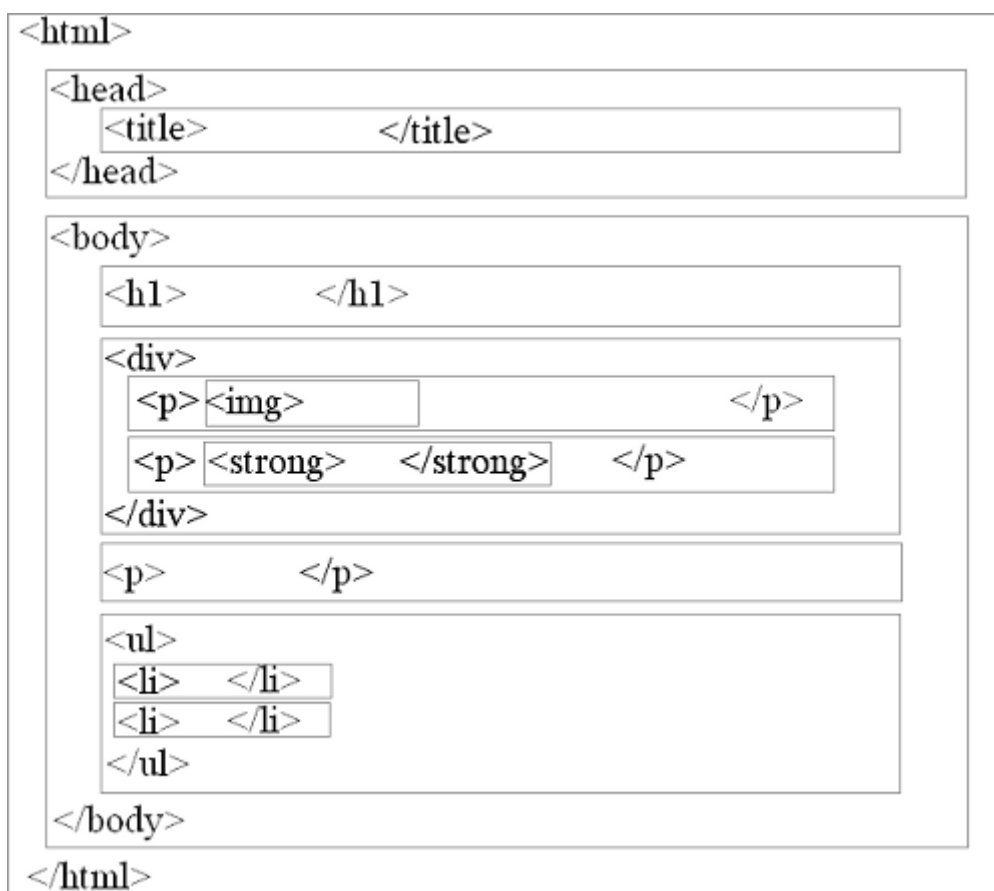 <html>
<head>
<title> </title>
</head>
<body>
<h1> </h1>
<div>
<p> <img> </p>
<p> <strong> </strong> </p>
</div>
<p> </p>
<ul>
<li> </li>
<li> </li>
</ul>
</body>
</html>